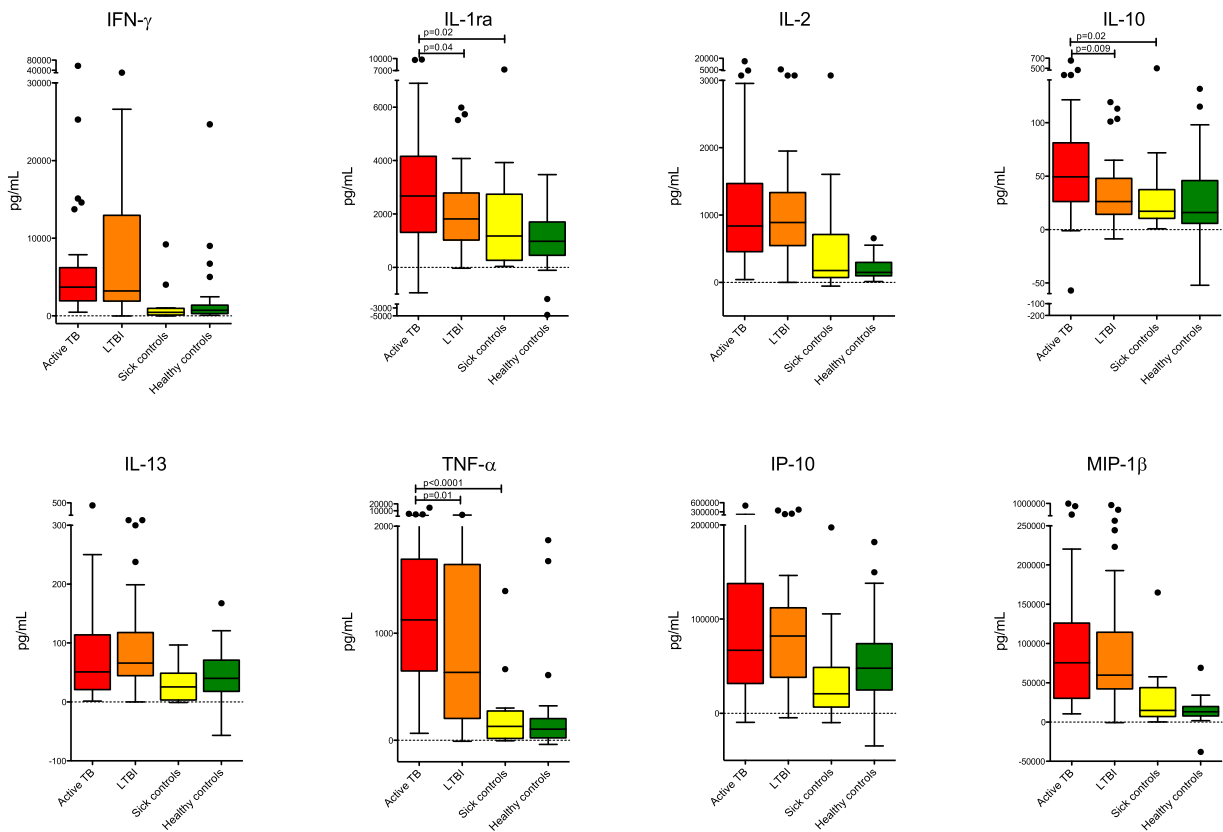 IFN-γ
80000
40000
30000
20000
10000
0
pg/mL
Active TB
LTBI
Sick controls
Healthy controls
IL-1ra
p=0.02
p=0.04
10000
7000
6000
4000
2000
0
-3000
-5000
pg/mL
Active TB
LTBI
Sick controls
Healthy controls
IL-2
20000
5000
3000
2000
1000
0
pg/mL
Active TB
LTBI
Sick controls
Healthy controls
IL-10
p=0.02
p=0.009
700
500
100
50
0
-50
-100
-200
pg/mL
Active TB
LTBI
Sick controls
Healthy controls
IL-13
500
300
200
100
0
-100
pg/mL
Active TB
LTBI
Sick controls
Healthy controls
TNF-α
p<0.0001
p=0.01
20000
10000
2000
1000
0
pg/mL
Active TB
LTBI
Sick controls
Healthy controls
IP-10
600000
300000
200000
100000
0
pg/mL
Active TB
LTBI
Sick controls
Healthy controls
MIP-1β
1000000
250000
200000
150000
100000
50000
0
-50000
pg/mL
Active TB
LTBI
Sick controls
Healthy controls